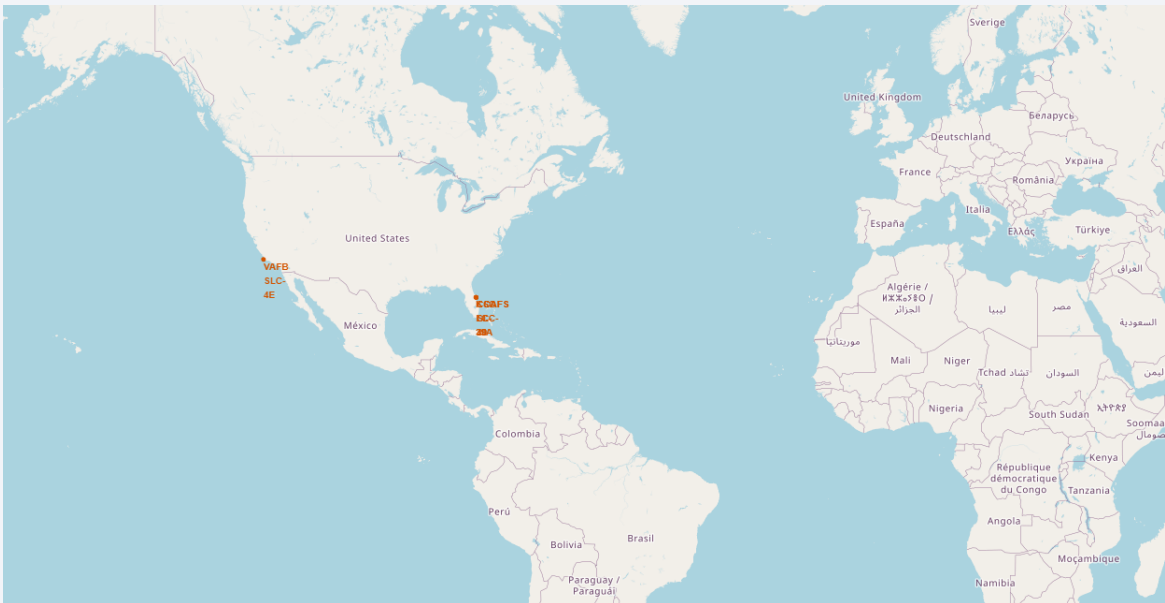 Sverige
United Kingdom
Беларусь
Deutschland
Україна
France
România
Italia
España
Ελλάς
Türkiye
United States
العراق
VAFB
SLC-
4E
Algérie /
ⵍⵣⵣⴰⵢⴻⵔ /
الجزائر
ليبيا
مصر
السعودية
México
موريتانيا
Mali
Niger
Tchad تشاد
السودان
اليمن
Nigeria
South Sudan
ኢትዮጵያ
Colombia
Kenya
République
démocratique
du Congo
Tanzania
Perú
Angola
Brasil
Bolivia
Moçambique
Paraguay /
Paraguái
Namibia